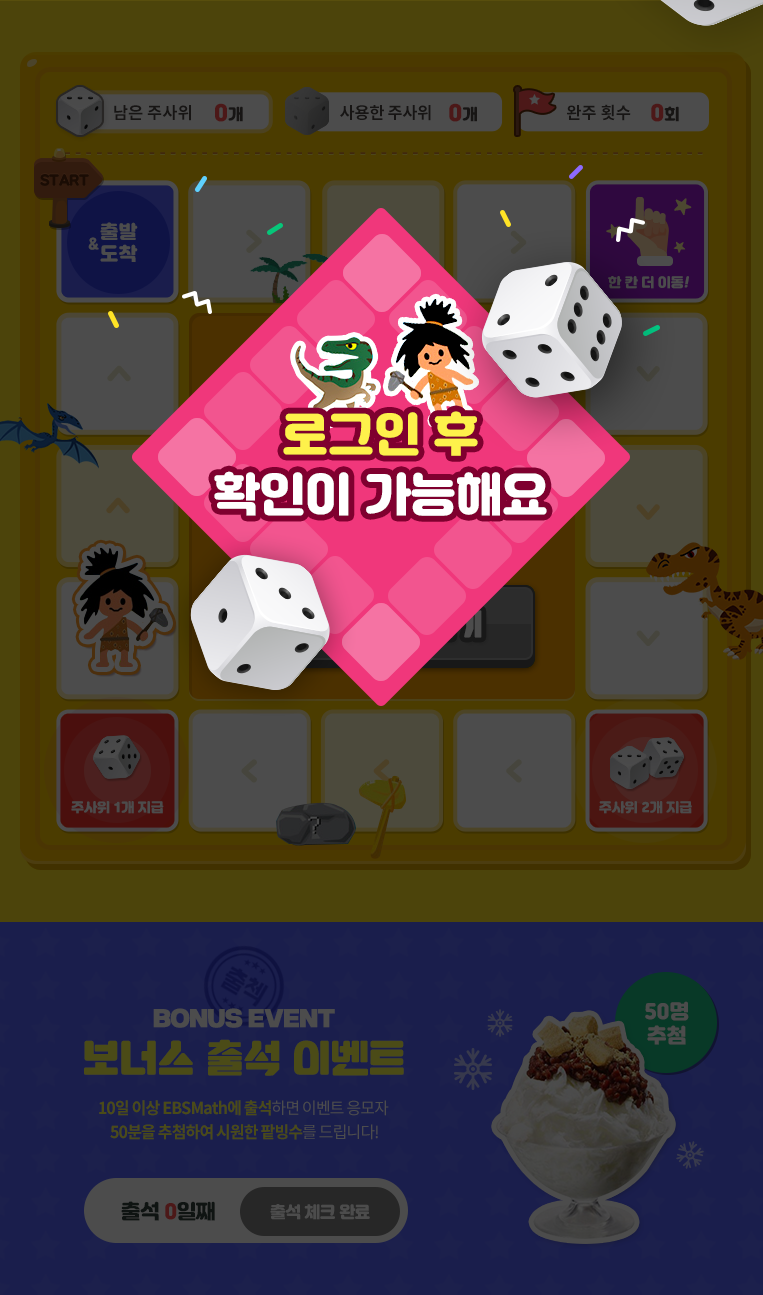 남은 주사위 0개
사용한 주사위 0개
완주 횟수 0회
START
출발
&도착
한 칸 더 이동!
로그인 후
확인이 가능해요
주사위 1개 지급
?
주사위 2개 지급
출첵
BONUS EVENT
보너스 출석 이벤트
10일 이상 EBSMath에 출석하면 이벤트 응모자
50분을 추첨하여 시원한 팥빙수를 드립니다!
50명
추첨
출석 0일째
출석 체크 완료